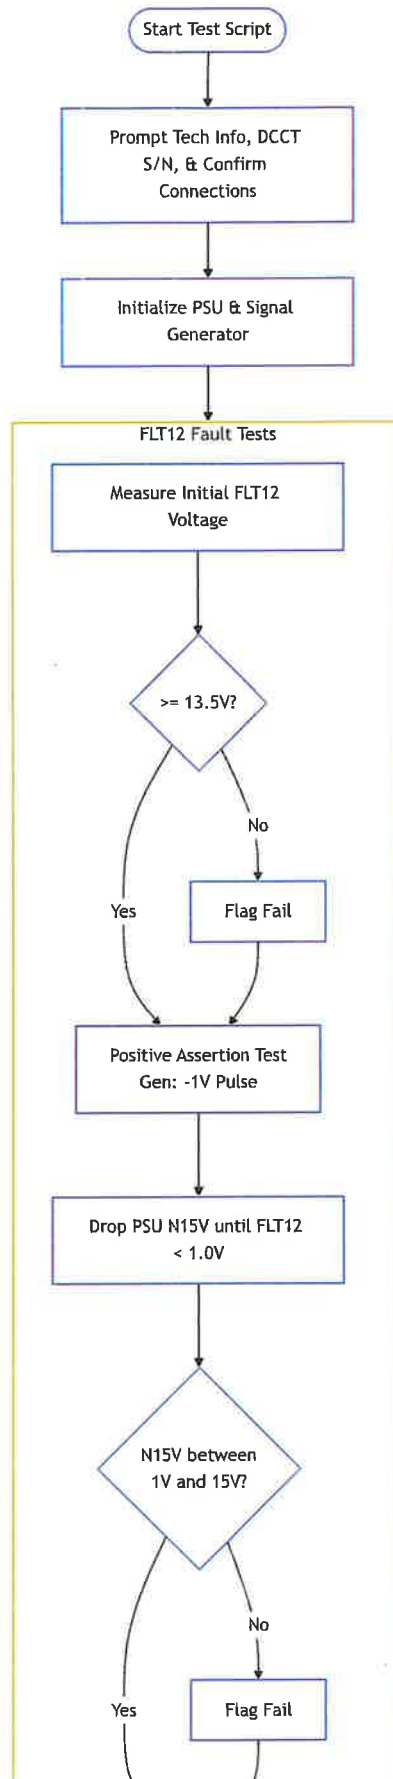 Start Test Script
Prompt Tech Info, DCCT
S/N, & Confirm
Connections
Initialize PSU & Signal
Generator
FLT12 Fault Tests
Measure Initial FLT12
Voltage
>= 13.5V?
No
Yes
Flag Fail
Positive Assertion Test
Gen: -1V Pulse
Drop PSU N15V until FLT12
< 1.0V
N15V between
1V and 15V?
No
Yes
Flag Fail